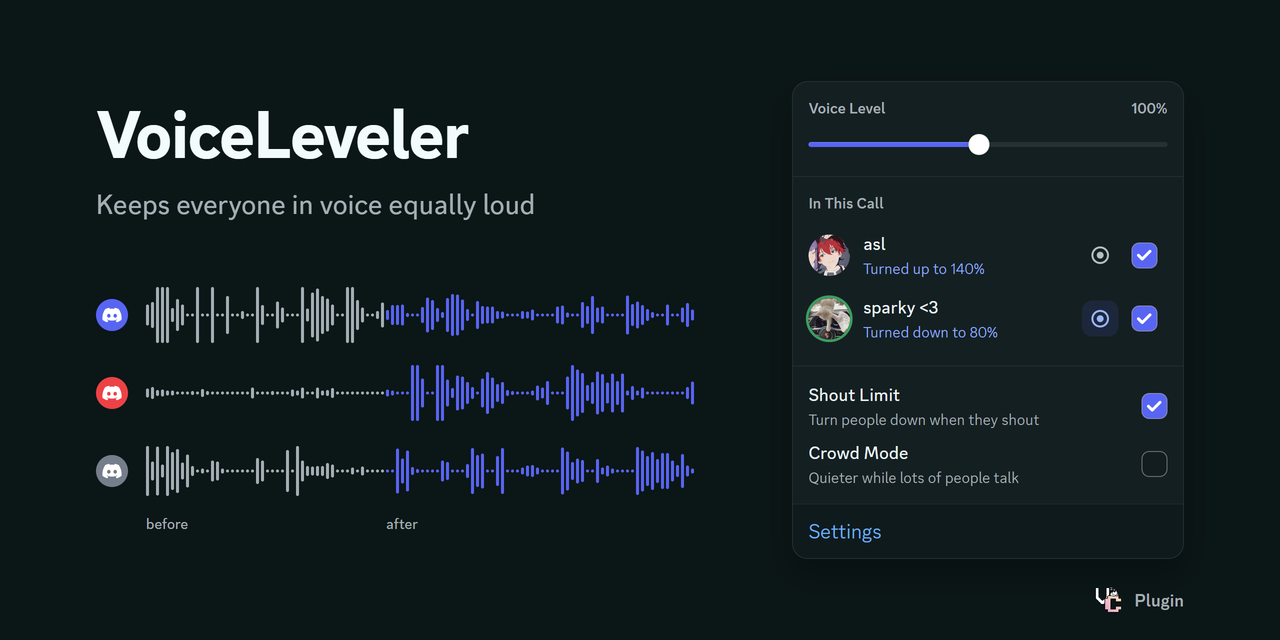 VoiceLeveler
Keeps everyone in voice equally loud
before
after
Voice Level
100%
In This Call
asl
Turned up to 140%
sparky <3
Turned down to 80%
Shout Limit
Turn people down when they shout
Crowd Mode
Quieter while lots of people talk
Settings
VC
Plugin